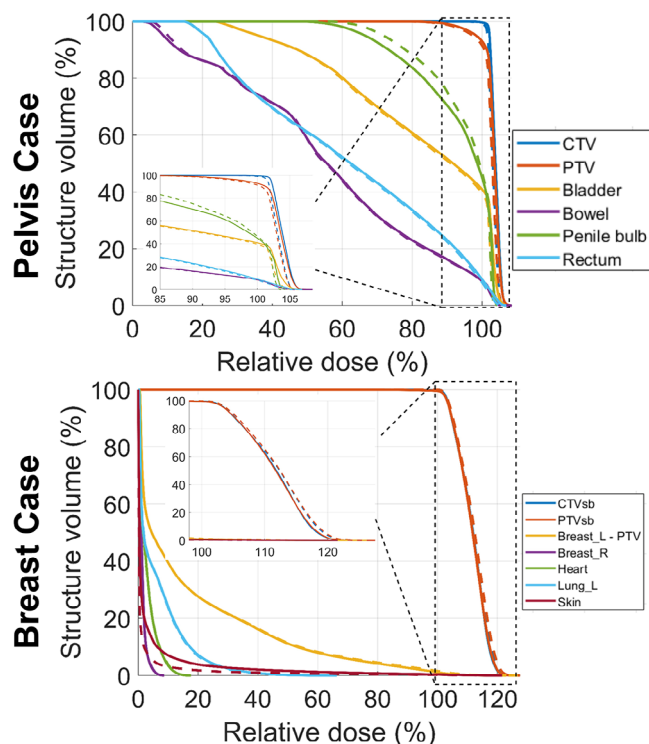 Pelvis Case
Structure volume (%)
100
80
60
40
20
0
100
80
60
40
20
0
85 90 95 100 105
0 20 40 60 80 100
Relative dose (%)
CTV
PTV
Bladder
Bowel
Penile bulb
Rectum
Breast Case
Structure volume (%)
100
80
60
40
20
0
100
80
60
40
20
0
100 110 120
0 20 40 60 80 100 120
Relative dose (%)
CTVsb
PTVsb
Breast_L - PTV
Breast_R
Heart
Lung_L
Skin